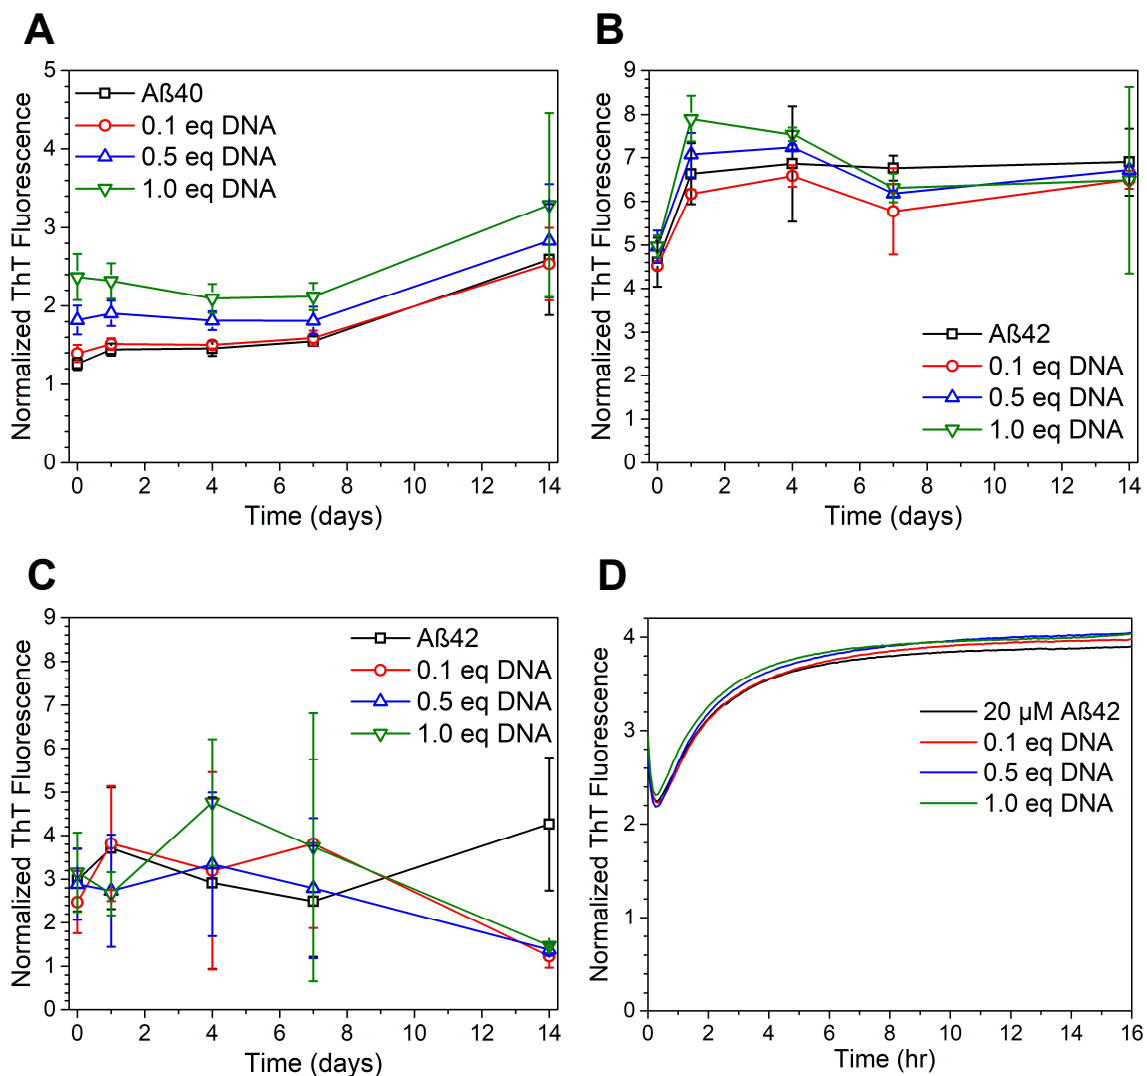 A
Normalized ThT Fluorescence
5
4
3
2
1
0
Aß40
0.1 eq DNA
0.5 eq DNA
1.0 eq DNA
0 2 4 6 8 10 12 14
Time (days)
B
Normalized ThT Fluorescence
9
8
7
6
5
4
3
2
1
0
Aß42
0.1 eq DNA
0.5 eq DNA
1.0 eq DNA
0 2 4 6 8 10 12 14
Time (days)
C
Normalized ThT Fluorescence
9
8
7
6
5
4
3
2
1
0
Aß42
0.1 eq DNA
0.5 eq DNA
1.0 eq DNA
0 2 4 6 8 10 12 14
Time (days)
D
Normalized ThT Fluorescence
4
3
2
1
0
20 µM Aß42
0.1 eq DNA
0.5 eq DNA
1.0 eq DNA
0 2 4 6 8 10 12 14 16
Time (hr)